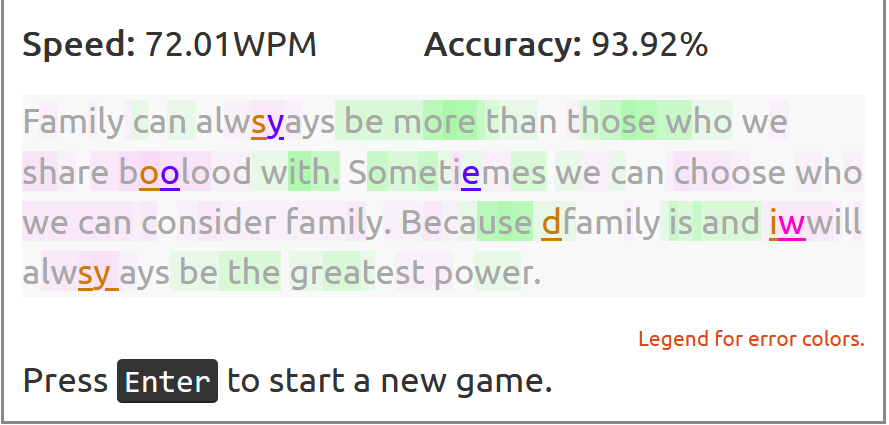 Speed: 72.01WPM Accuracy: 93.92%
Family can alwsyays be more than those who we
share boolood with. Sometiemes we can choose who
we can consider family. Because dfamily is and iwwill
alwsy ays be the greatest power.
Legend for error colors.
Press Enter to start a new game.